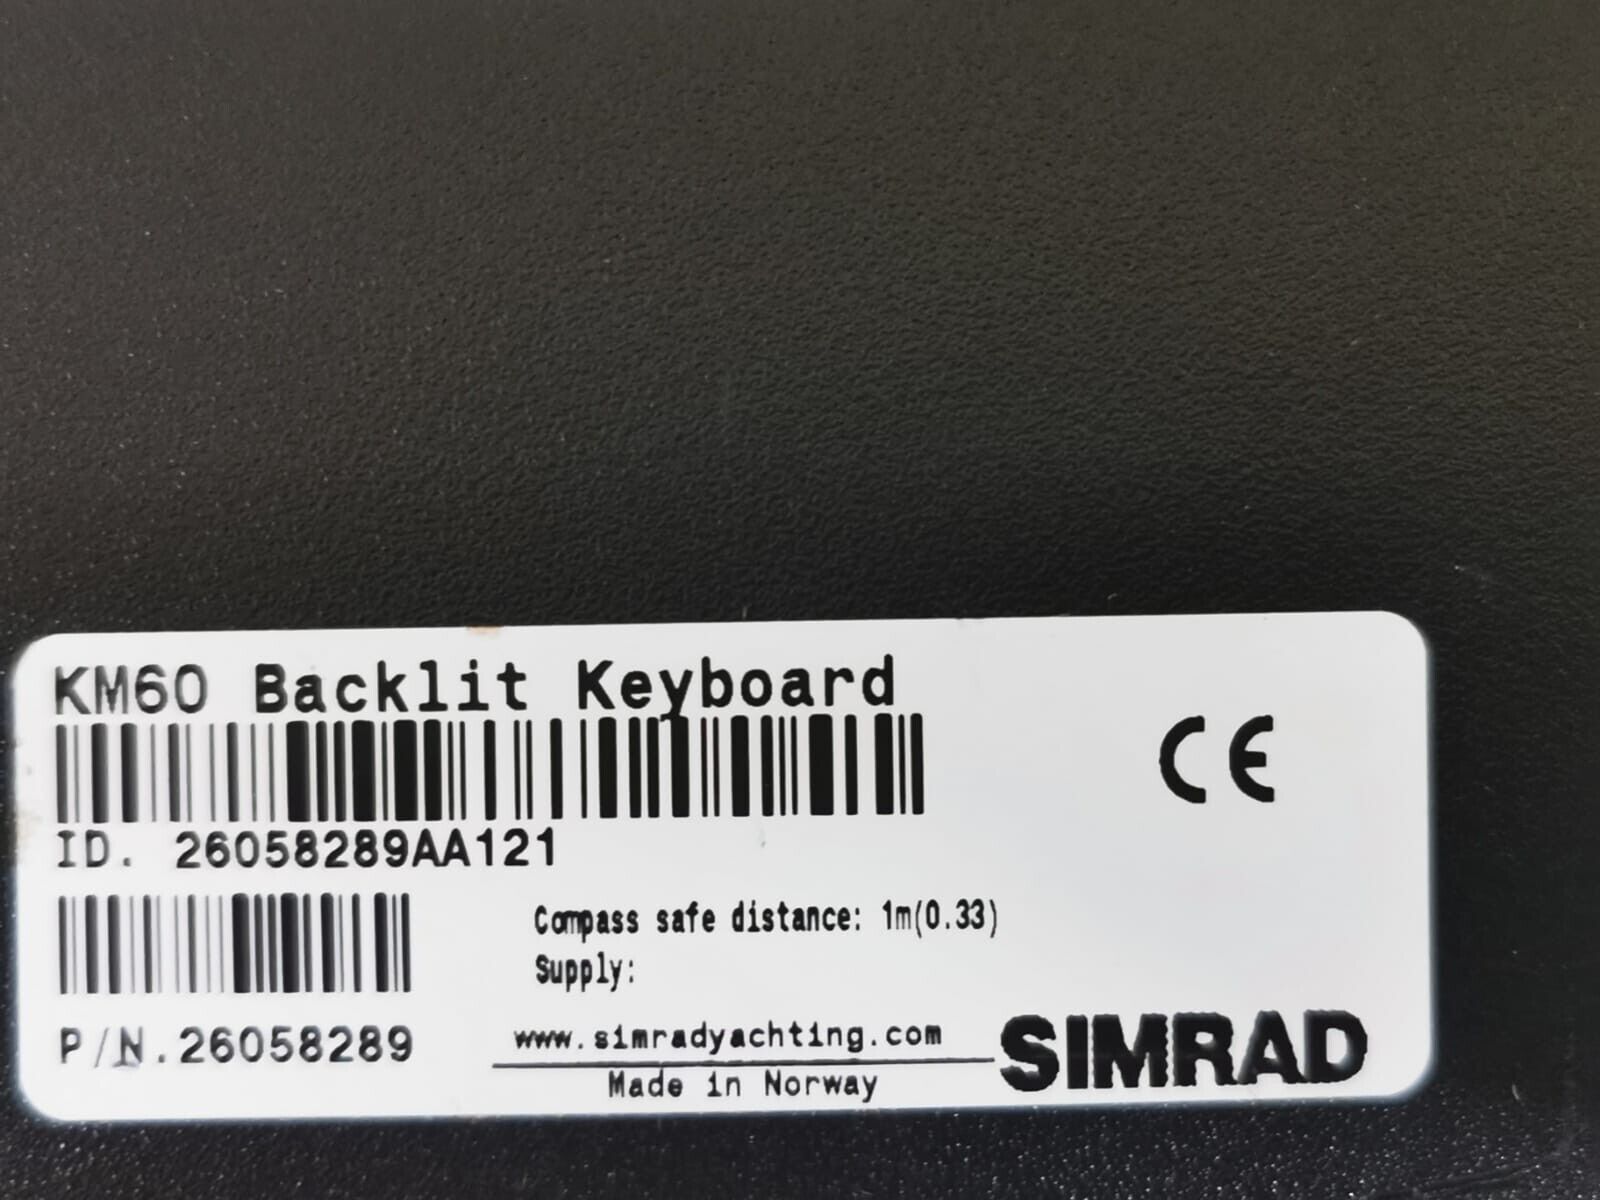 KM60 Backlit Keyboard
CE
ID. 26058289AA121
Compass safe distance: 1m(0.33)
Supply:
P/N.26058289
www.simradyachting.com
Made in Norway
SIMRAD